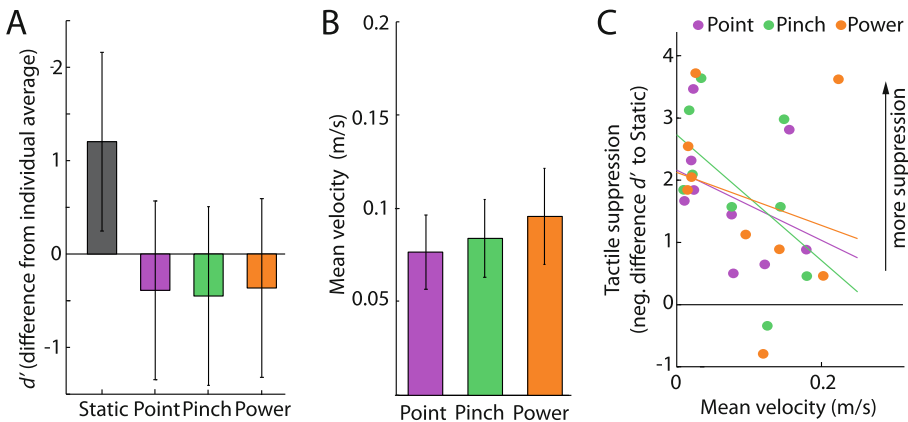 A
d′ (difference from individual average)
-2
1
0
-1
Static Point Pinch Power
B
Mean velocity (m/s)
0.2
0.15
0.1
0.05
Point Pinch Power
C
Point Pinch Power
Tactile suppression
(neg. difference d′ to Static)
4
3
2
1
0
-1
more suppression
0 0.2
Mean velocity (m/s)